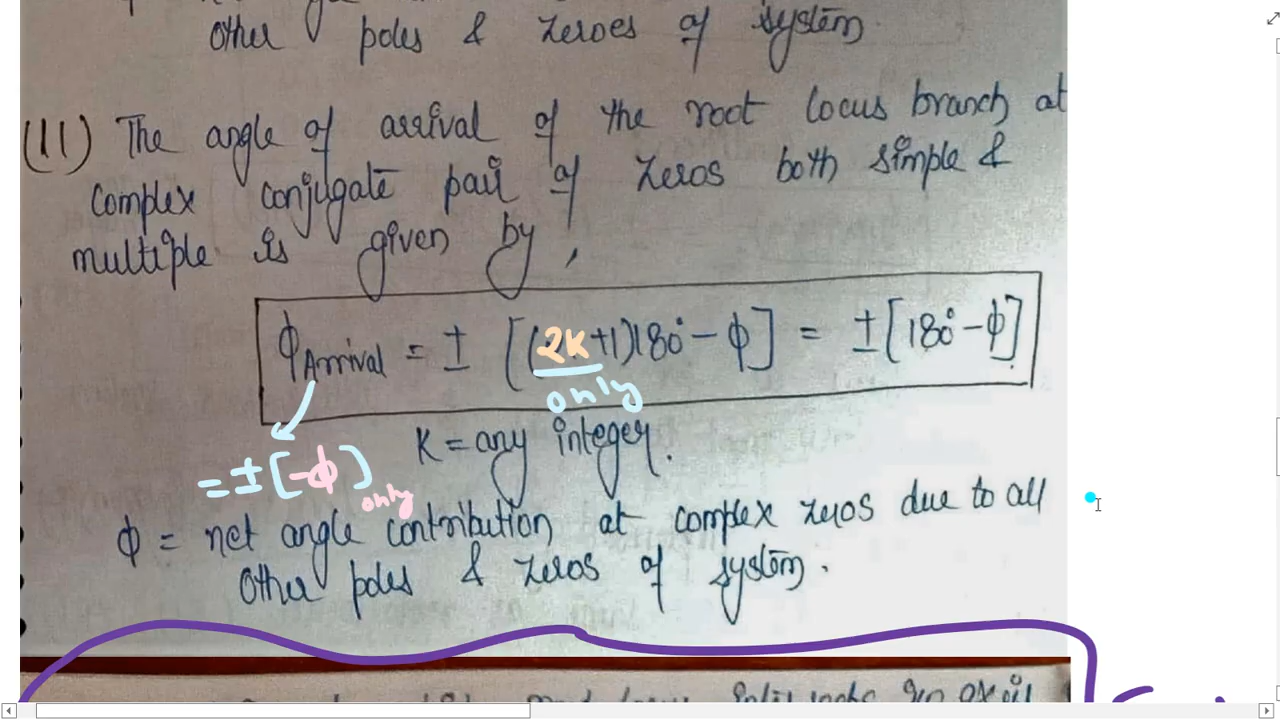 other poles & zeroes of system
(11) The angle of arrival of the root locus branch at
complex conjugate pair of zeros both simple &
multiple is given by,
ϕArrival = ± [(2K+1)180° - ϕ] = ± [180° - ϕ]
only
K = any integer.
= ± [-ϕ] only
ϕ = net angle contribution at complex zeros due to all
other poles & zeros of system.